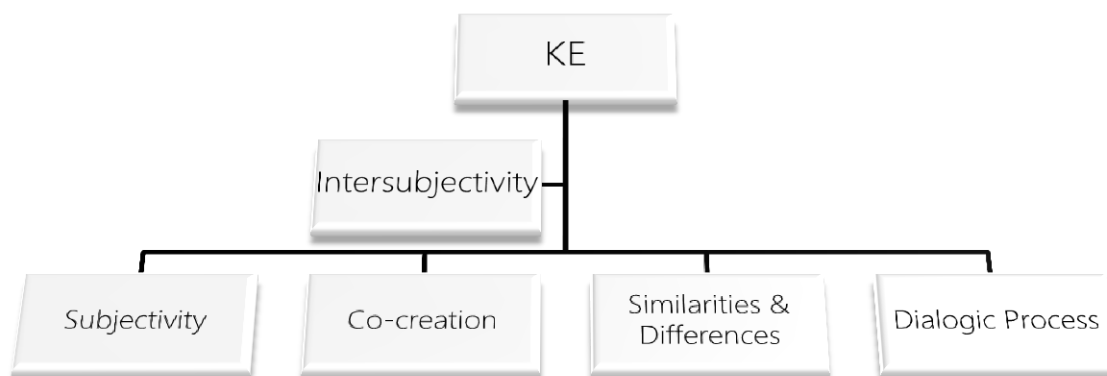 KE
Intersubjectivity
Subjectivity
Co-creation
Similarities &
Differences
Dialogic Process